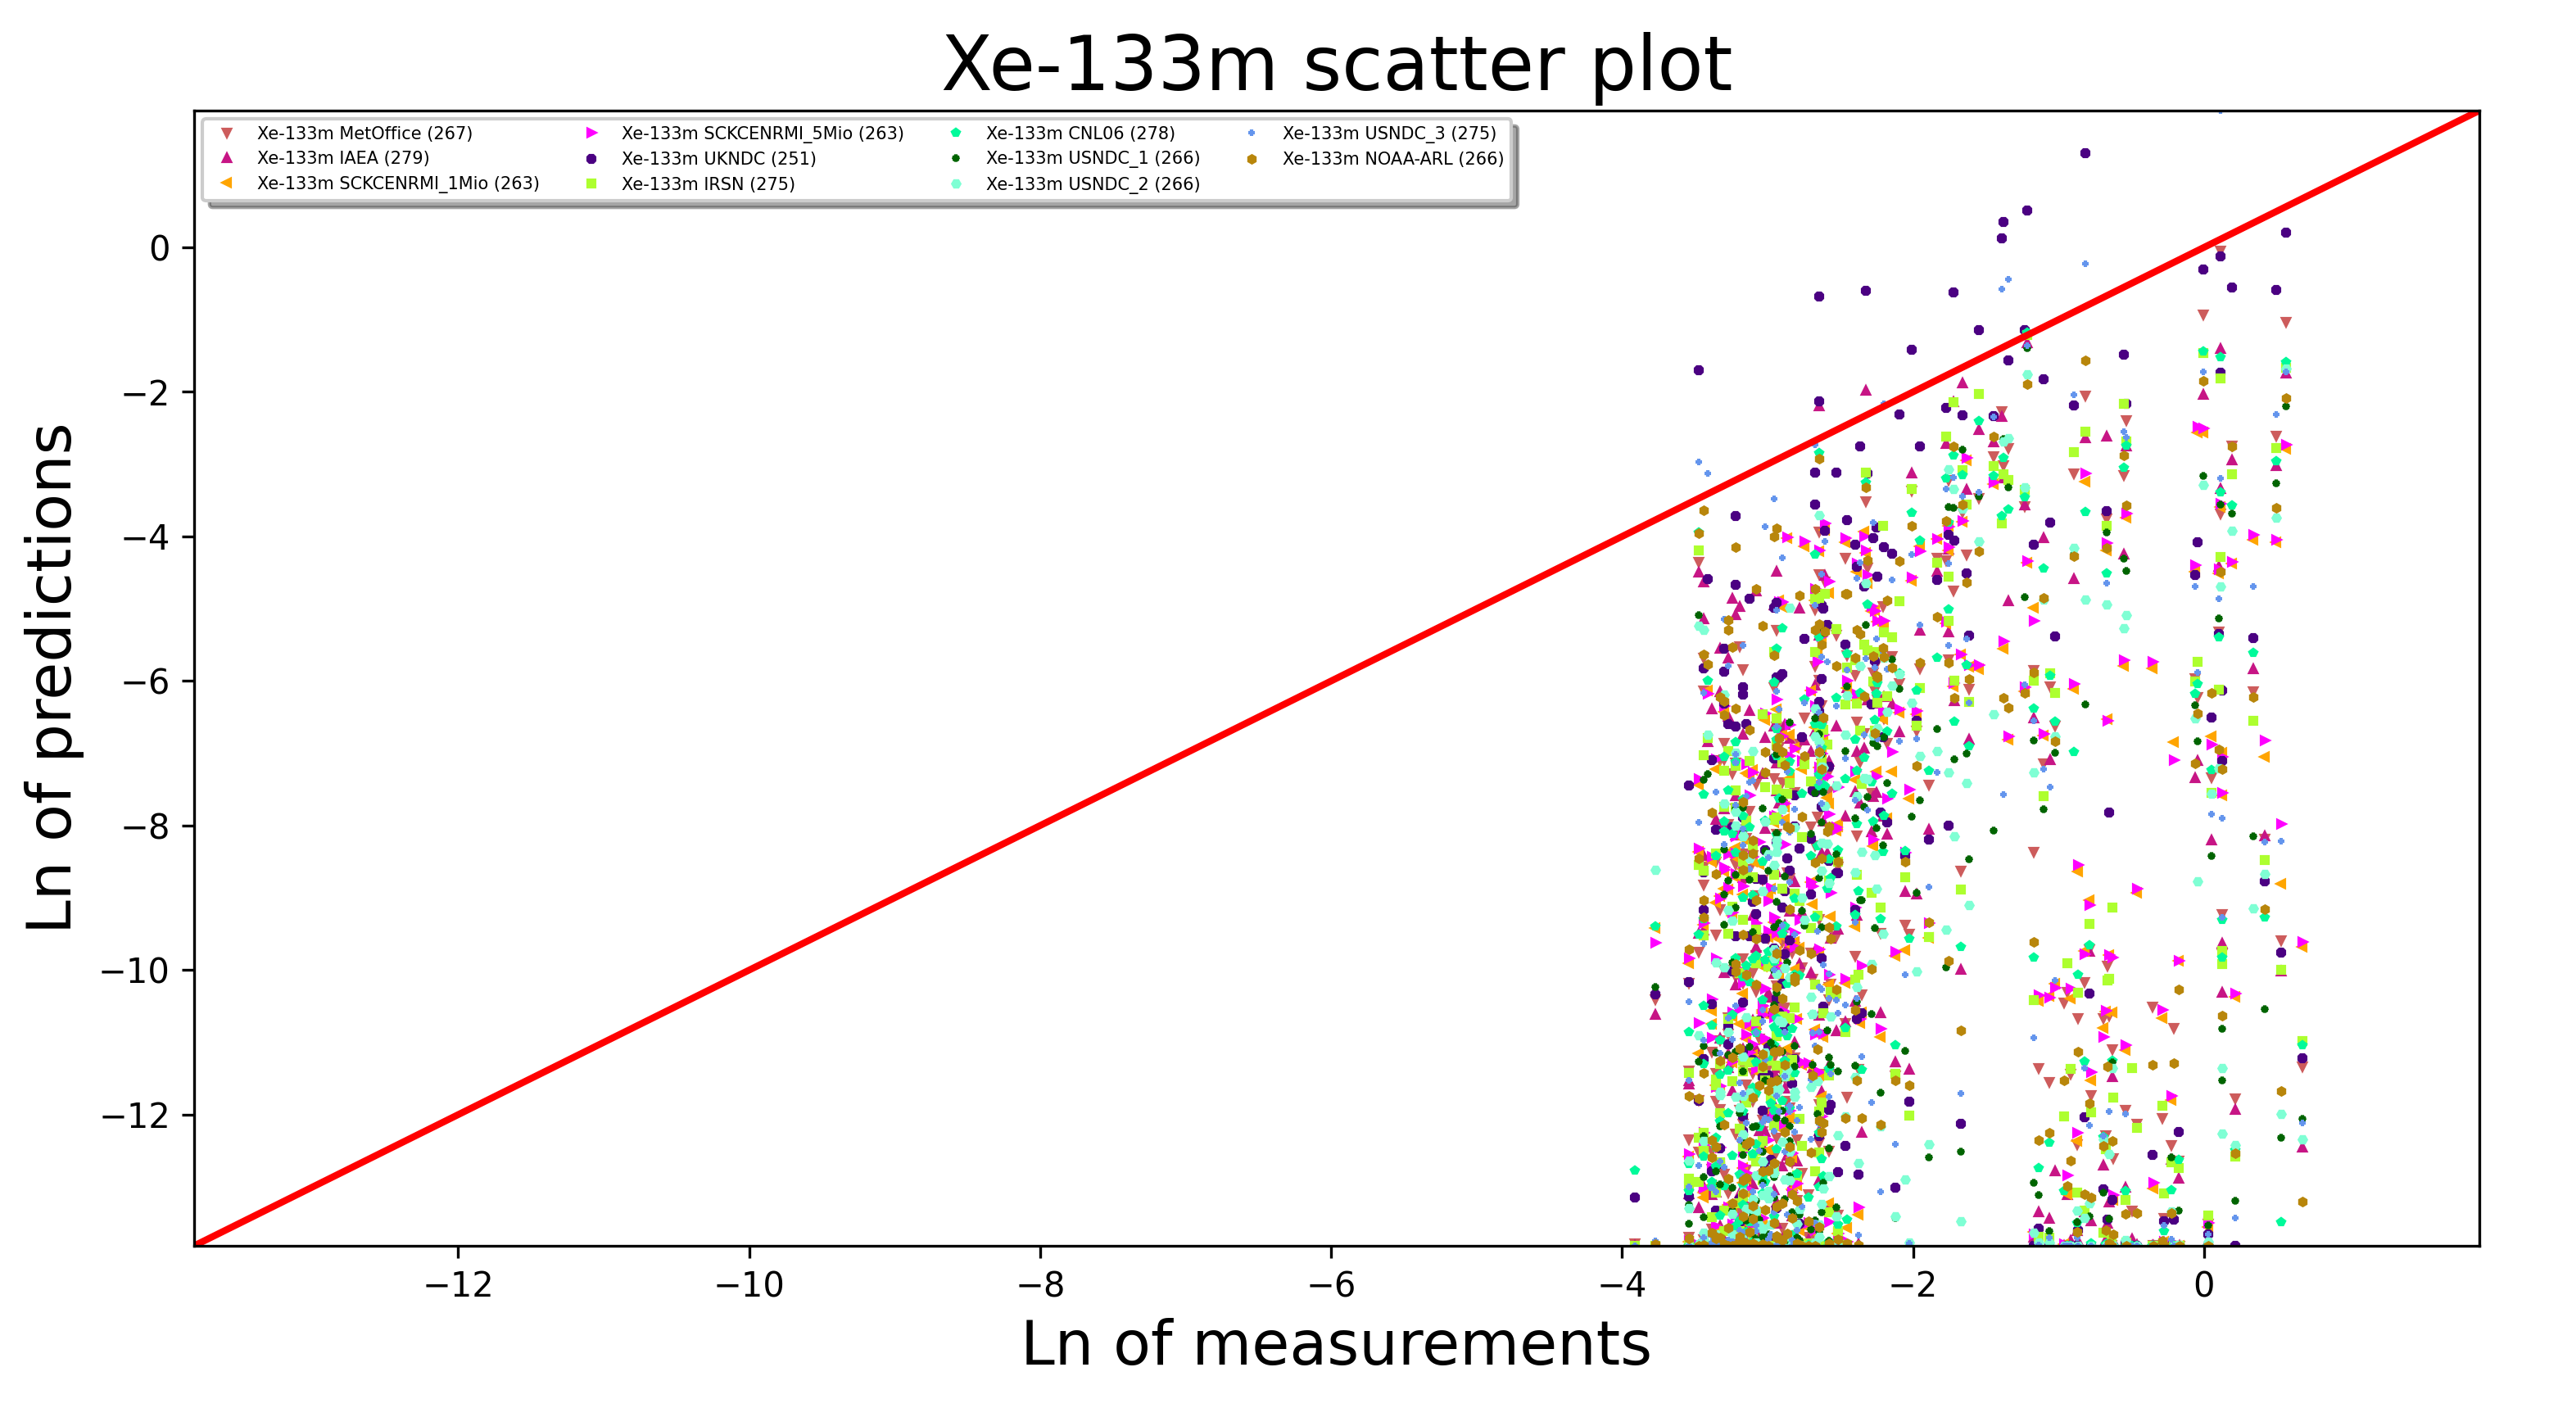 Xe-133m scatter plot
Xe-133m MetOffice (267)
Xe-133m IAEA (279)
Xe-133m SCKCENRMI_1Mio (263)
Xe-133m SCKCENRMI_5Mio (263)
Xe-133m UKNDC (251)
Xe-133m IRSN (275)
Xe-133m CNL06 (278)
Xe-133m USNDC_1 (266)
Xe-133m USNDC_2 (266)
Xe-133m USNDC_3 (275)
Xe-133m NOAA-ARL (266)
Ln of predictions
0
−2
−4
−6
−8
−10
−12
−12
−10
−8
−6
−4
−2
0
Ln of measurements